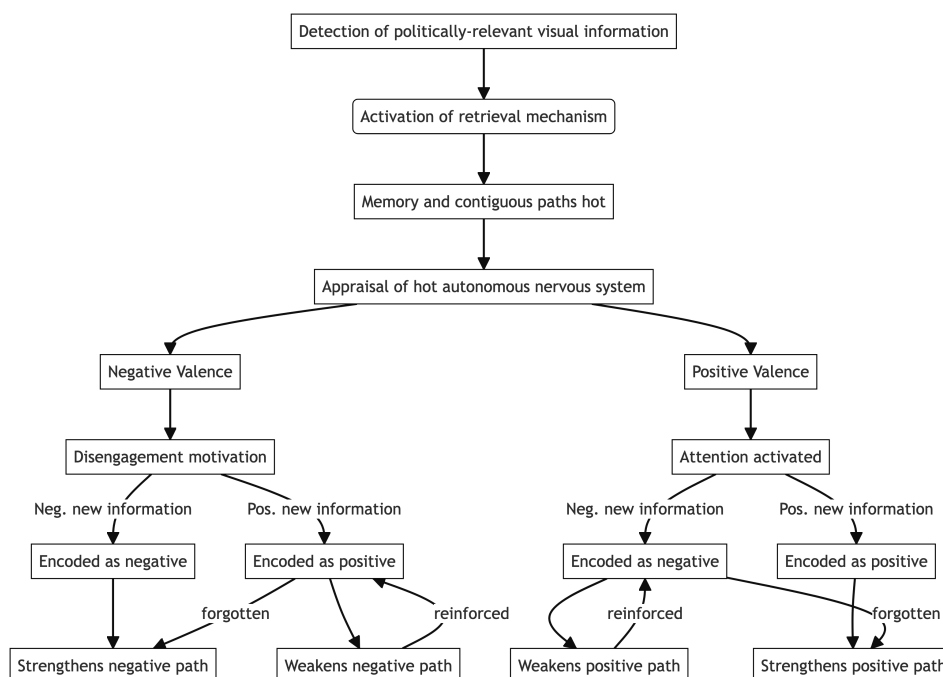 Detection of politically-relevant visual information
Activation of retrieval mechanism
Memory and contiguous paths hot
Appraisal of hot autonomous nervous system
Negative Valence
Positive Valence
Disengagement motivation
Attention activated
Neg. new information
Pos. new information
Neg. new information
Pos. new information
Encoded as negative
Encoded as positive
Encoded as negative
Encoded as positive
forgotten
reinforced
reinforced
forgotten
Strengthens negative path
Weakens negative path
Weakens positive path
Strengthens positive path